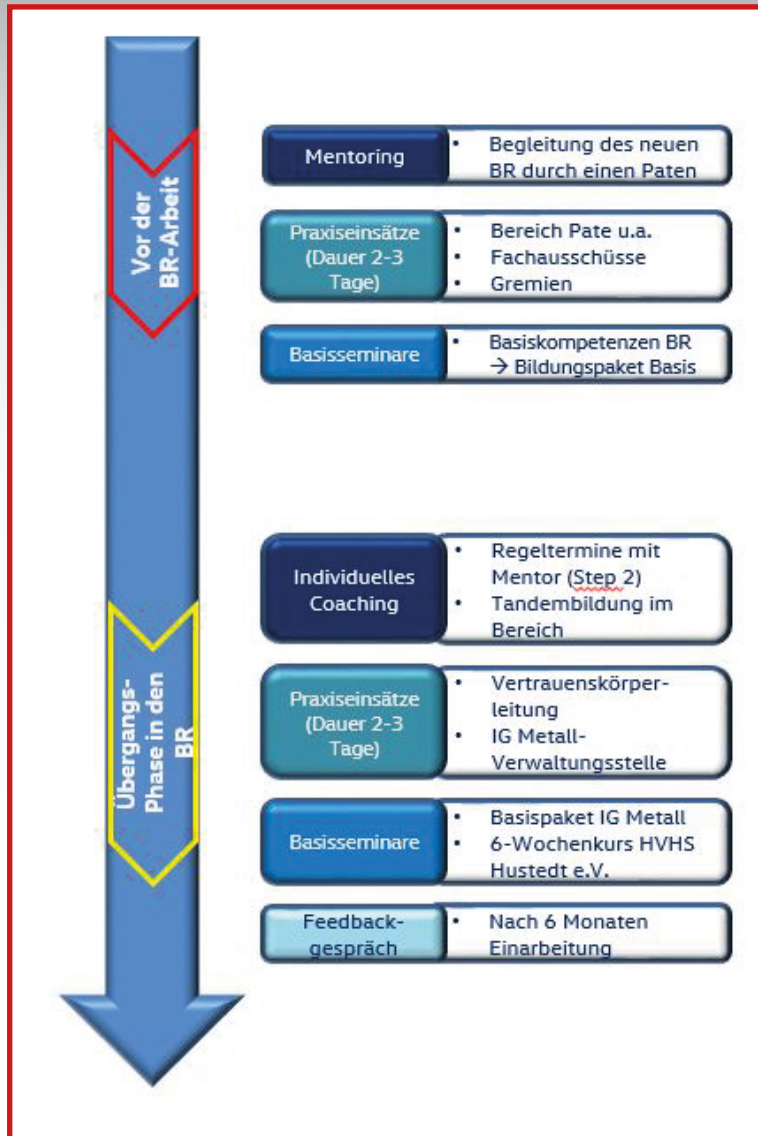 Vor der
BR-Arbeit
Mentoring
• Begleitung des neuen
BR durch einen Paten
Praxiseinsätze
(Dauer 2-3
Tage)
• Bereich Pate u.a.
• Fachausschüsse
• Gremien
Basisseminare
• Basiskompetenzen BR
→ Bildungspaket Basis
Übergangs-
Phase in den
BR
Individuelles
Coaching
• Regeltermine mit
Mentor (Step 2)
• Tandembildung im
Bereich
Praxiseinsätze
(Dauer 2-3
Tage)
• Vertrauenskörper-
leitung
• IG Metall-
Verwaltungsstelle
Basisseminare
• Basispaket IG Metall
• 6-Wochenkurs HVHS
Hustedt e.V.
Feedback-
gespräch
• Nach 6 Monaten
Einarbeitung